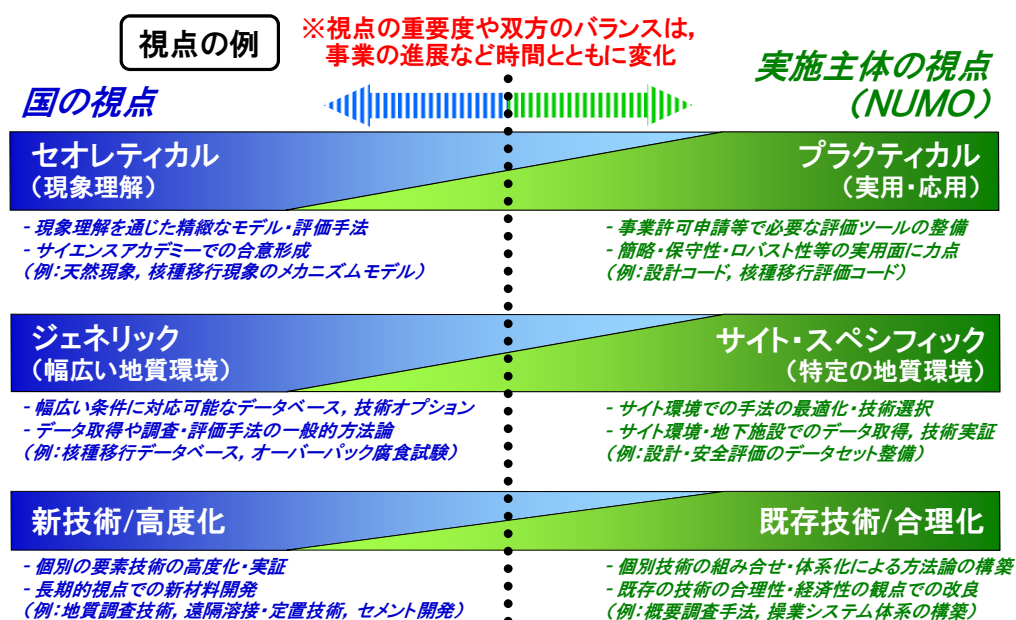 視点の例
※視点の重要度や双方のバランスは,
事業の進展など時間とともに変化
国の視点
実施主体の視点
(NUMO)
セオレティカル
(現象理解)
プラクティカル
(実用・応用)
- 現象理解を通じた精緻なモデル・評価手法
- サイエンスアカデミーでの合意形成
(例:天然現象, 核種移行現象のメカニズムモデル)
- 事業許可申請等で必要な評価ツールの整備
- 簡略・保守性・ロバスト性等の実用面に力点
(例:設計コード, 核種移行評価コード)
ジェネリック
(幅広い地質環境)
サイト・スペシフィック
(特定の地質環境)
- 幅広い条件に対応可能なデータベース, 技術オプション
- データ取得や調査・評価手法の一般的方法論
(例:核種移行データベース, オーバーパック腐食試験)
- サイト環境での手法の最適化・技術選択
- サイト環境・地下施設でのデータ取得, 技術実証
(例:設計・安全評価のデータセット整備)
新技術/高度化
既存技術/合理化
- 個別の要素技術の高度化・実証
- 長期的視点での新材料開発
(例:地質調査技術, 遠隔溶接・定置技術, セメント開発)
- 個別技術の組み合せ・体系化による方法論の構築
- 既存の技術の合理性・経済性の観点での改良
(例:概要調査手法, 操業システム体系の構築)